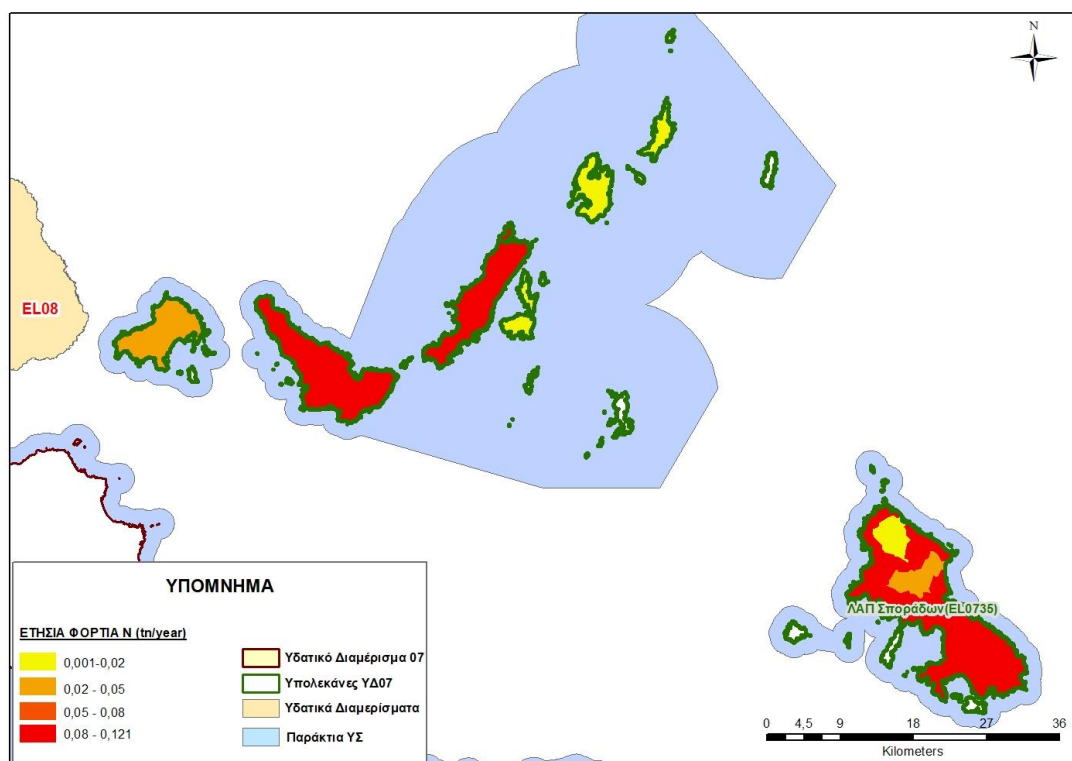 N
EL08
ΛΑΠ Σποράδων(EL0735)
ΥΠΟΜΝΗΜΑ
ΕΤΗΣΙΑ ΦΟΡΤΙΑ Ν (tn/year)
0,001-0,02
0,02 - 0,05
0,05 - 0,08
0,08 - 0,121
Υδατικό Διαμέρισμα 07
Υπολεκάνες ΥΔ07
Υδατικά Διαμερίσματα
Παράκτια ΥΣ
0 4,5 9 18 27 36
Kilometers